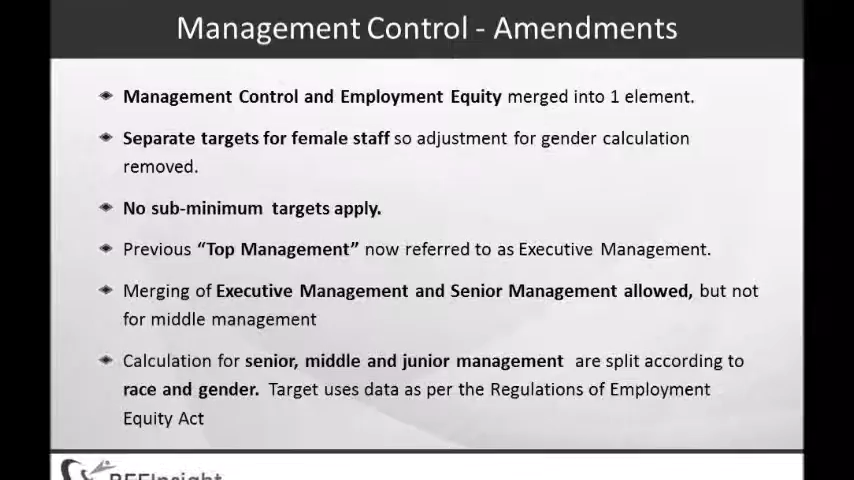 Management Control - Amendments
Management Control and Employment Equity merged into 1 element.
Separate targets for female staff so adjustment for gender calculation
removed.
No sub-minimum targets apply.
Previous “Top Management” now referred to as Executive Management.
Merging of Executive Management and Senior Management allowed, but not
for middle management
Calculation for senior, middle and junior management are split according to
race and gender. Target uses data as per the Regulations of Employment
Equity Act
BEEInsight